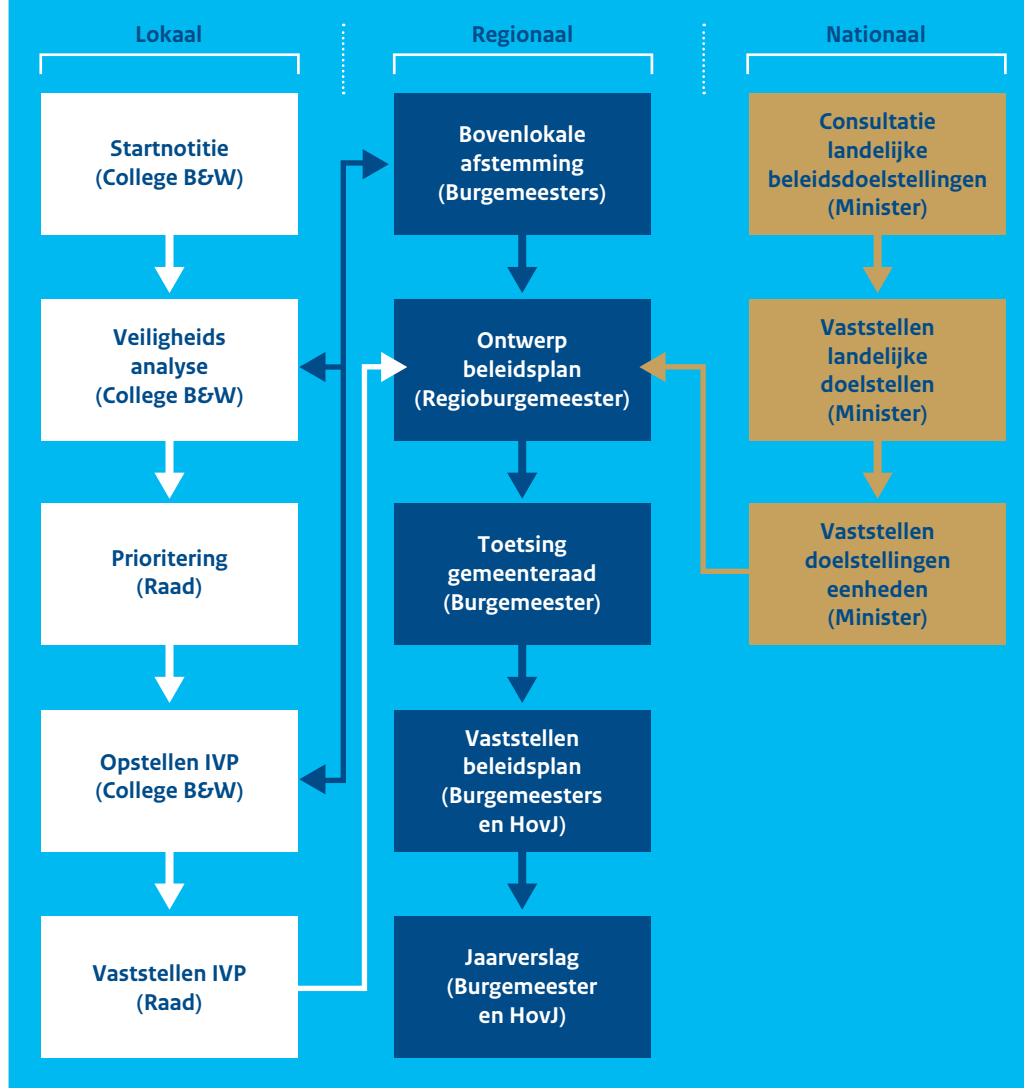 Lokaal
Startnotitie
(College B&W)
Veiligheids
analyse
(College B&W)
Prioritering
(Raad)
Opstellen IVP
(College B&W)
Vaststellen IVP
(Raad)
Regionaal
Bovenlokale
afstemming
(Burgemeesters)
Ontwerp
beleidsplan
(Regioburgemeester)
Toetsing
gemeenteraad
(Burgemeester)
Vaststellen
beleidsplan
(Burgemeesters
en HovJ)
Jaarverslag
(Burgemeester
en HovJ)
Nationaal
Consultatie
landelijke
beleidsdoelstellingen
(Minister)
Vaststellen
landelijke
doelstellen
(Minister)
Vaststellen
doelstellingen
eenheden
(Minister)